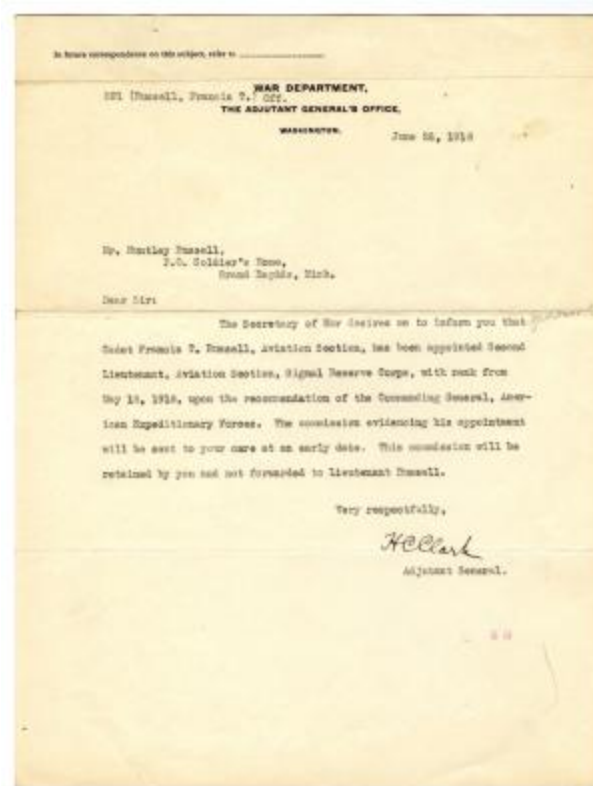 In future correspondence on this subject, refer to
WAR DEPARTMENT,
201 (Russell, Francis T.) Off.
THE ADJUTANT GENERAL'S OFFICE,
WASHINGTON.
June 1918
Mr. Huntley Russell,
P.O. Soldier's Home,
Grand Rapids, Mich.
Dear Sir:
The Secretary of War desires me to inform you that
Cadet Francis T. Russell, Aviation Section, has been appointed Second
Lieutenant, Aviation Section, Signal Reserve Corps, with rank from
May 1918, upon the recomendation of the Commanding General, Amer-
ican Expeditionary Forces. The commission evidencing his appointment
will be sent to your care at an early date. This commission will be
retained by you and not forwarded to Lieutenant Russell.
Very respectfully,
H C Clark
Adjutant General.